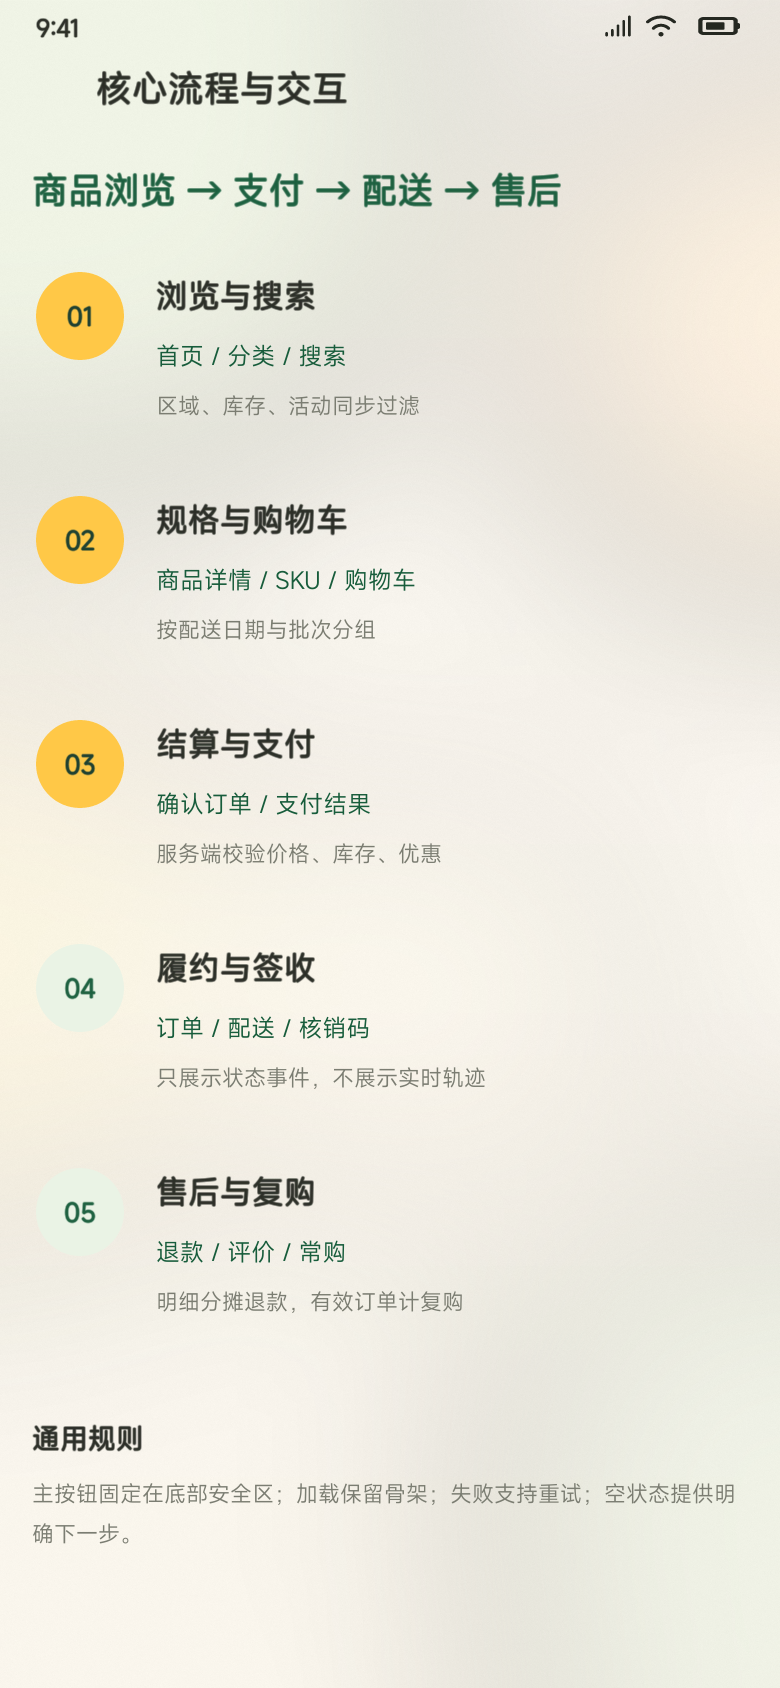 9:41
核心流程与交互
商品浏览 → 支付 → 配送 → 售后
01
浏览与搜索
首页 / 分类 / 搜索
区域、库存、活动同步过滤
02
规格与购物车
商品详情 / SKU / 购物车
按配送日期与批次分组
03
结算与支付
确认订单 / 支付结果
服务端校验价格、库存、优惠
04
履约与签收
订单 / 配送 / 核销码
只展示状态事件，不展示实时轨迹
05
售后与复购
退款 / 评价 / 常购
明细分摊退款，有效订单计复购
通用规则
主按钮固定在底部安全区；加载保留骨架；失败支持重试；空状态提供明
确下一步。